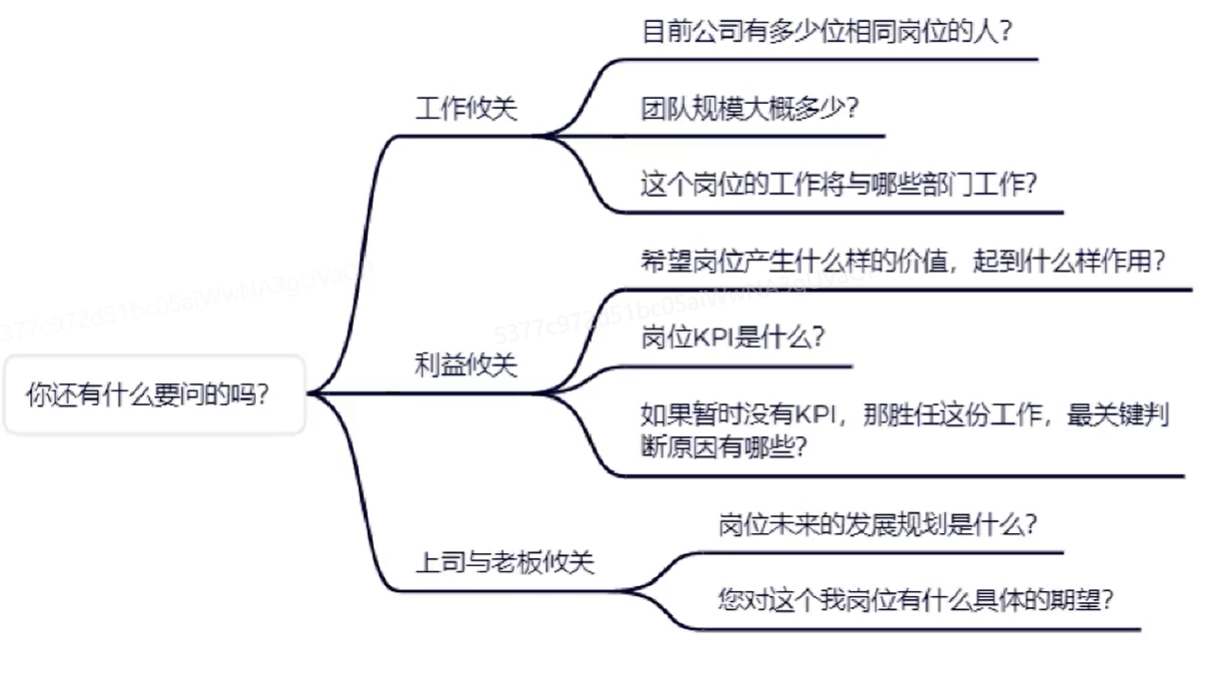 目前公司有多少位相同岗位的人？
工作攸关
团队规模大概多少？
这个岗位的工作将与哪些部门工作？
希望岗位产生什么样的价值，起到什么样作用？
岗位KPI是什么？
利益攸关
你还有什么要问的吗？
如果暂时没有KPI，那胜任这份工作，最关键判
断原因有哪些？
岗位未来的发展规划是什么？
上司与老板攸关
您对这个我岗位有什么具体的期望？